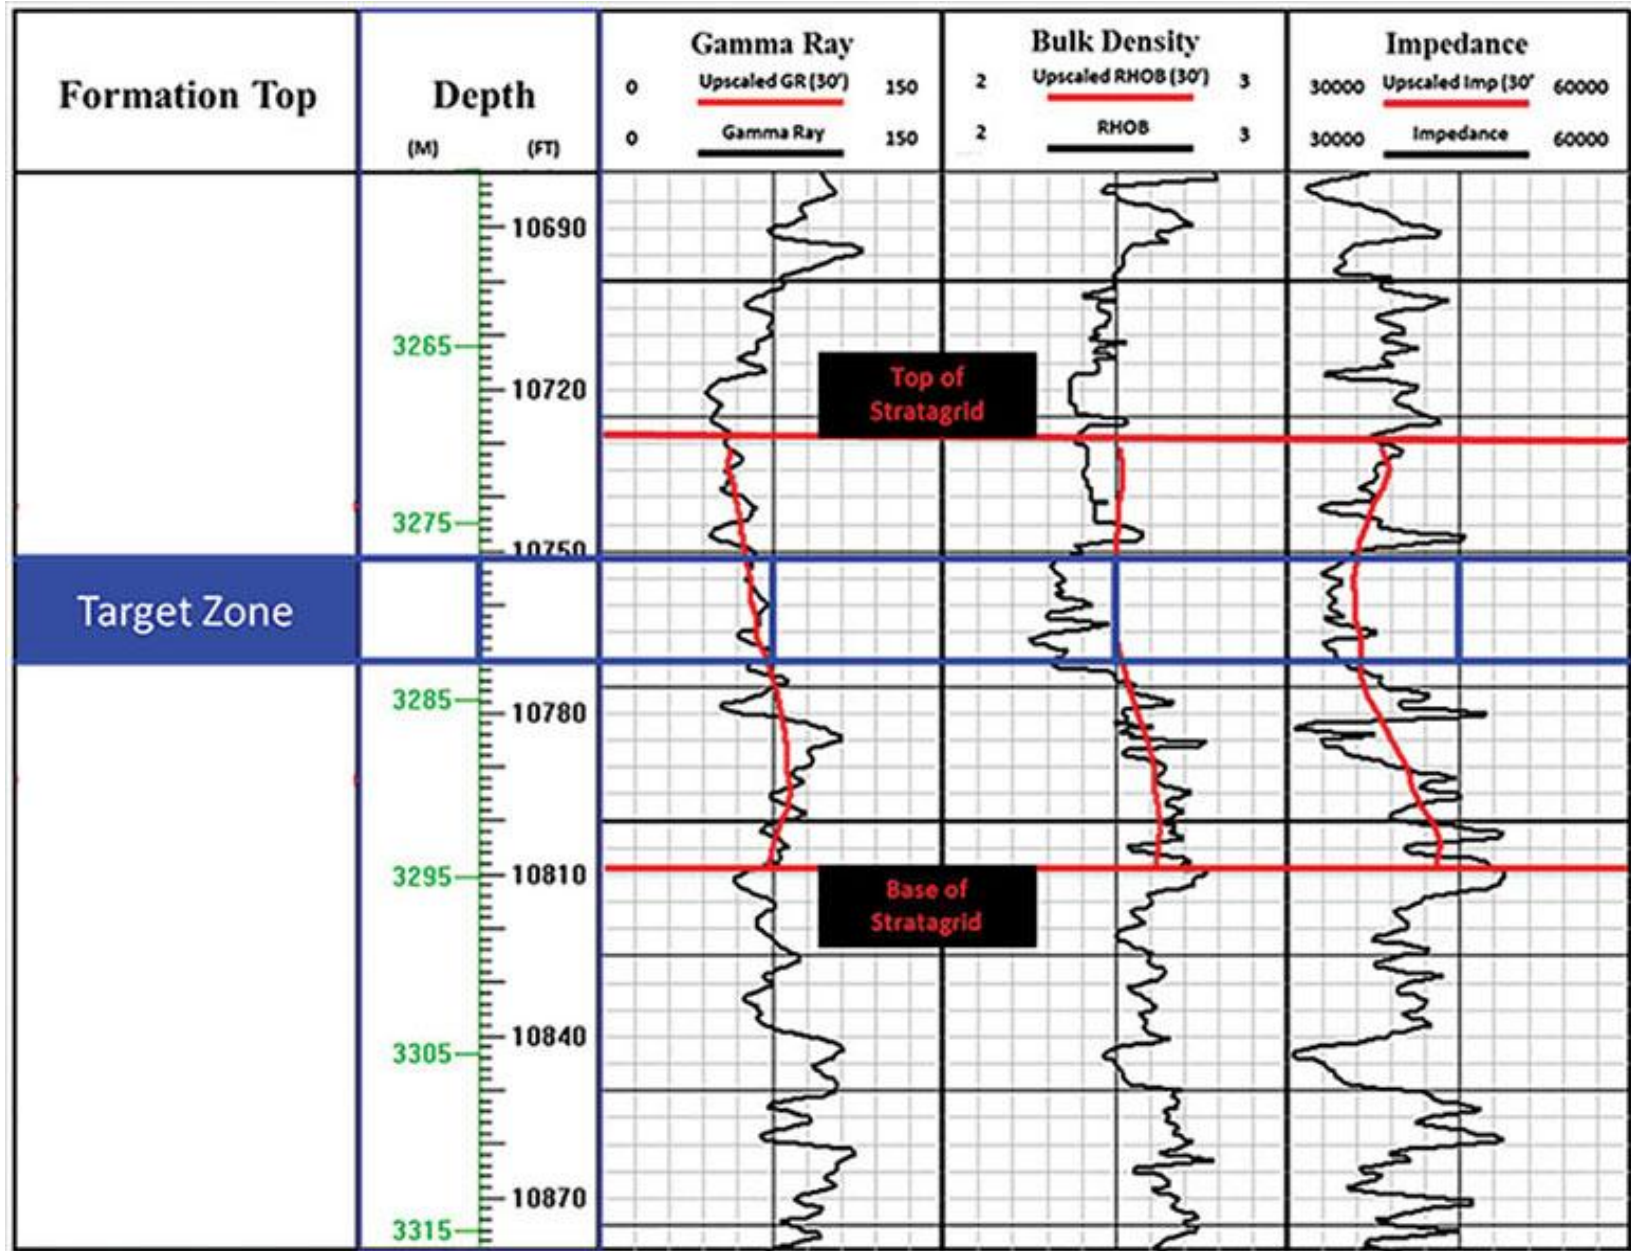 Formation Top
Depth
(M) (FT)
Gamma Ray
0 Upscaled GR (30') 150
0 Gamma Ray 150
Bulk Density
2 Upscaled RHOB (30') 3
2 RHOB 3
Impedance
30000 Upscaled Imp (30' 60000
30000 Impedance 60000
10690
3265
10720
Top of
Stratagrid
3275
10750
Target Zone
3285
10780
3295
10810
Base of
Stratagrid
10840
3305
10870
3315